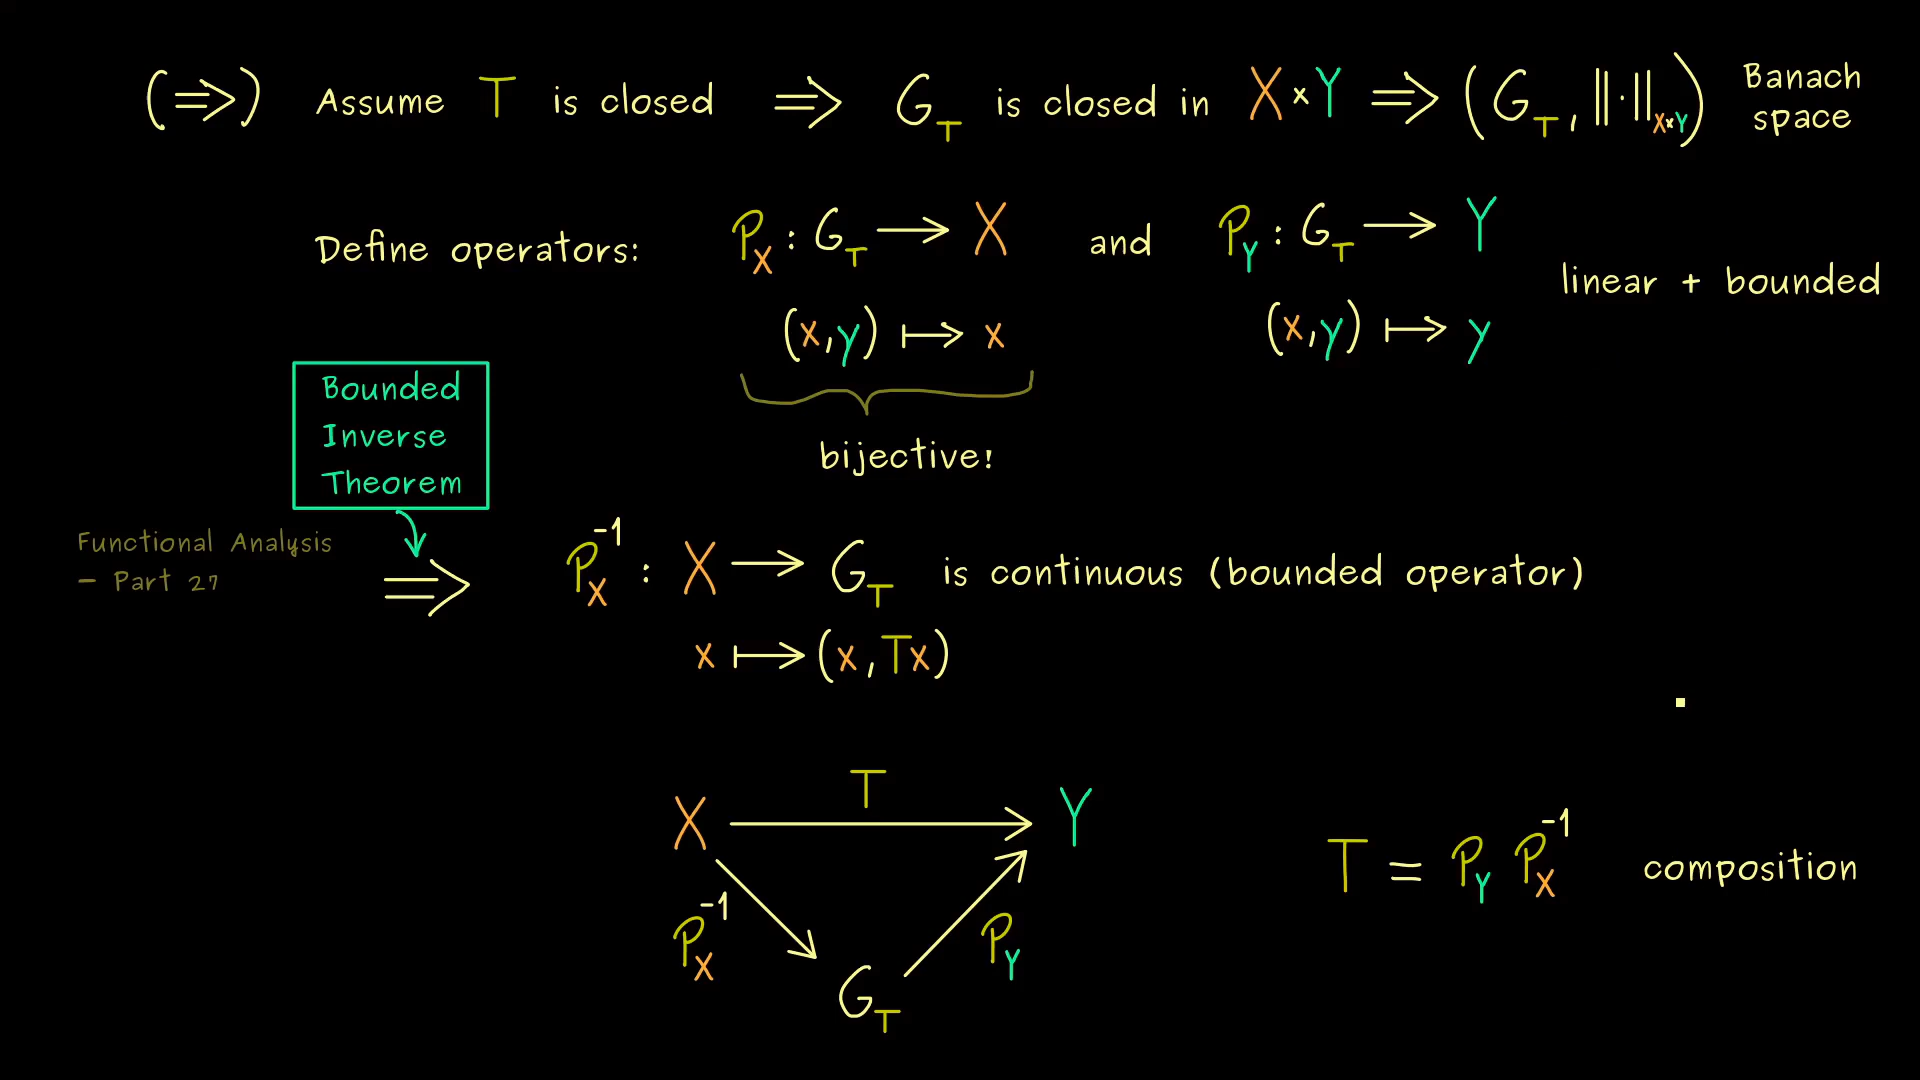 (⇒) Assume T is closed ⇒ G_T is closed in X×Y ⇒ (G_T, ||·||_X×Y) Banach space
Define operators: P_X : G_T → X and P_Y : G_T → Y
linear + bounded
(x,y) ↦ x (x,y) ↦ y
bijective!
Bounded
Inverse
Theorem
Functional Analysis
– Part 27
⇒ P_X^-1 : X → G_T is continuous (bounded operator)
x ↦ (x,Tx)
T
X → Y
T = P_Y P_X^-1 composition
P_X^-1 P_Y
G_T